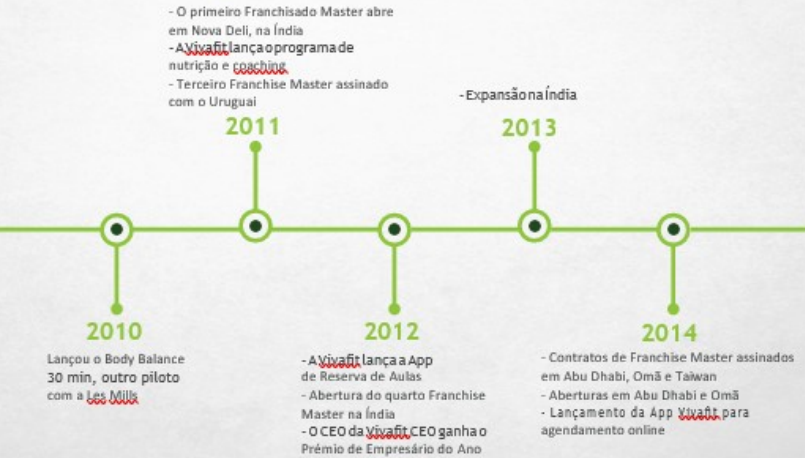 - O primeiro Franchisado Master abre
em Nova Deli, na Índia
- A Vivafit lança o programa de
nutrição e coaching
- Terceiro Franchise Master assinado
com o Uruguai
2011
- Expansão na Índia
2013
2010
Lançou o Body Balance
30 min, outro piloto
com a Les Mills
2012
- A Vivafit lança a App
de Reserva de Aulas
- Abertura do quarto Franchise
Master na Índia
- O CEO da Vivafit CEO ganha o
Prémio de Empresário do Ano
2014
- Contratos de Franchise Master assinados
em Abu Dhabi, Omã e Taiwan
- Aberturas em Abu Dhabi e Omã
- Lançamento da App Vivafit para
agendamento online